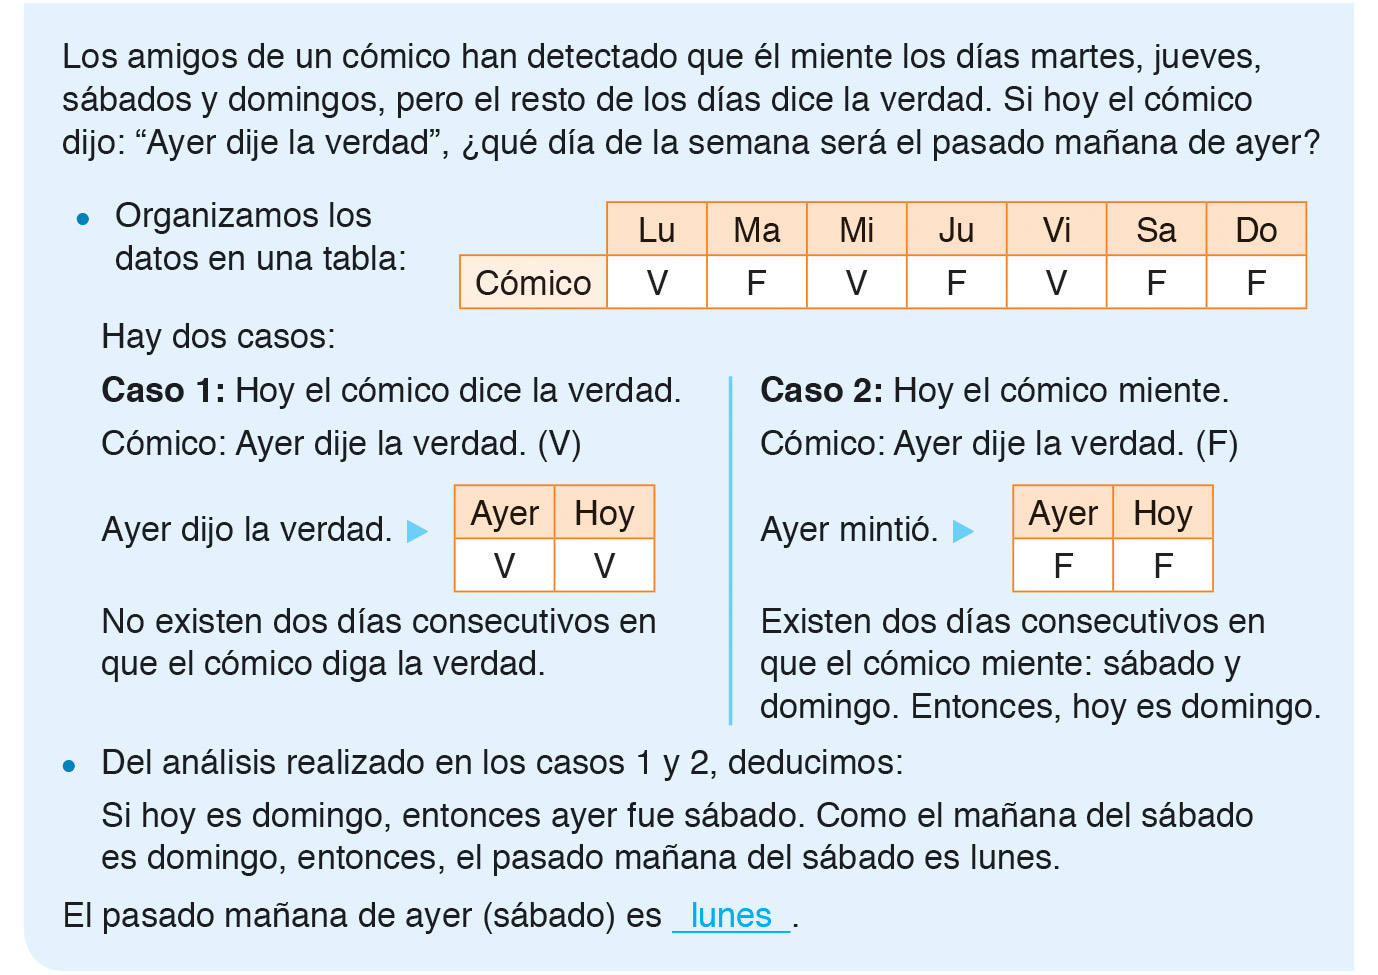 Los amigos de un cómico han detectado que él miente los días martes, jueves,
sábados y domingos, pero el resto de los días dice la verdad. Si hoy el cómico
dijo: “Ayer dije la verdad”, ¿qué día de la semana será el pasado mañana de ayer?
• Organizamos los
datos en una tabla:
Lu Ma Mi Ju Vi Sa Do
Cómico V F V F V F F
Hay dos casos:
Caso 1: Hoy el cómico dice la verdad.
Cómico: Ayer dije la verdad. (V)
Ayer dijo la verdad. ▶
Ayer Hoy
V V
No existen dos días consecutivos en
que el cómico diga la verdad.
Caso 2: Hoy el cómico miente.
Cómico: Ayer dije la verdad. (F)
Ayer mintió. ▶
Ayer Hoy
F F
Existen dos días consecutivos en
que el cómico miente: sábado y
domingo. Entonces, hoy es domingo.
• Del análisis realizado en los casos 1 y 2, deducimos:
Si hoy es domingo, entonces ayer fue sábado. Como el mañana del sábado
es domingo, entonces, el pasado mañana del sábado es lunes.
El pasado mañana de ayer (sábado) es lunes.